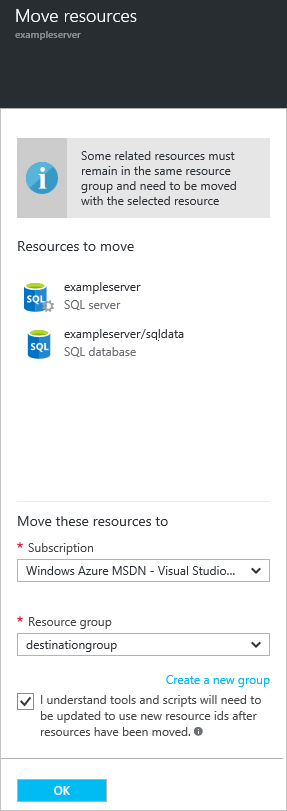 Move resources
exampleserver
Some related resources must
remain in the same resource
group and need to be moved
with the selected resource
Resources to move
SQL
exampleserver
SQL server
SQL
exampleserver/sqldata
SQL database
Move these resources to
* Subscription
Windows Azure MSDN - Visual Studio...
* Resource group
destinationgroup
Create a new group
I understand tools and scripts will need to
be updated to use new resource ids after
resources have been moved.
OK